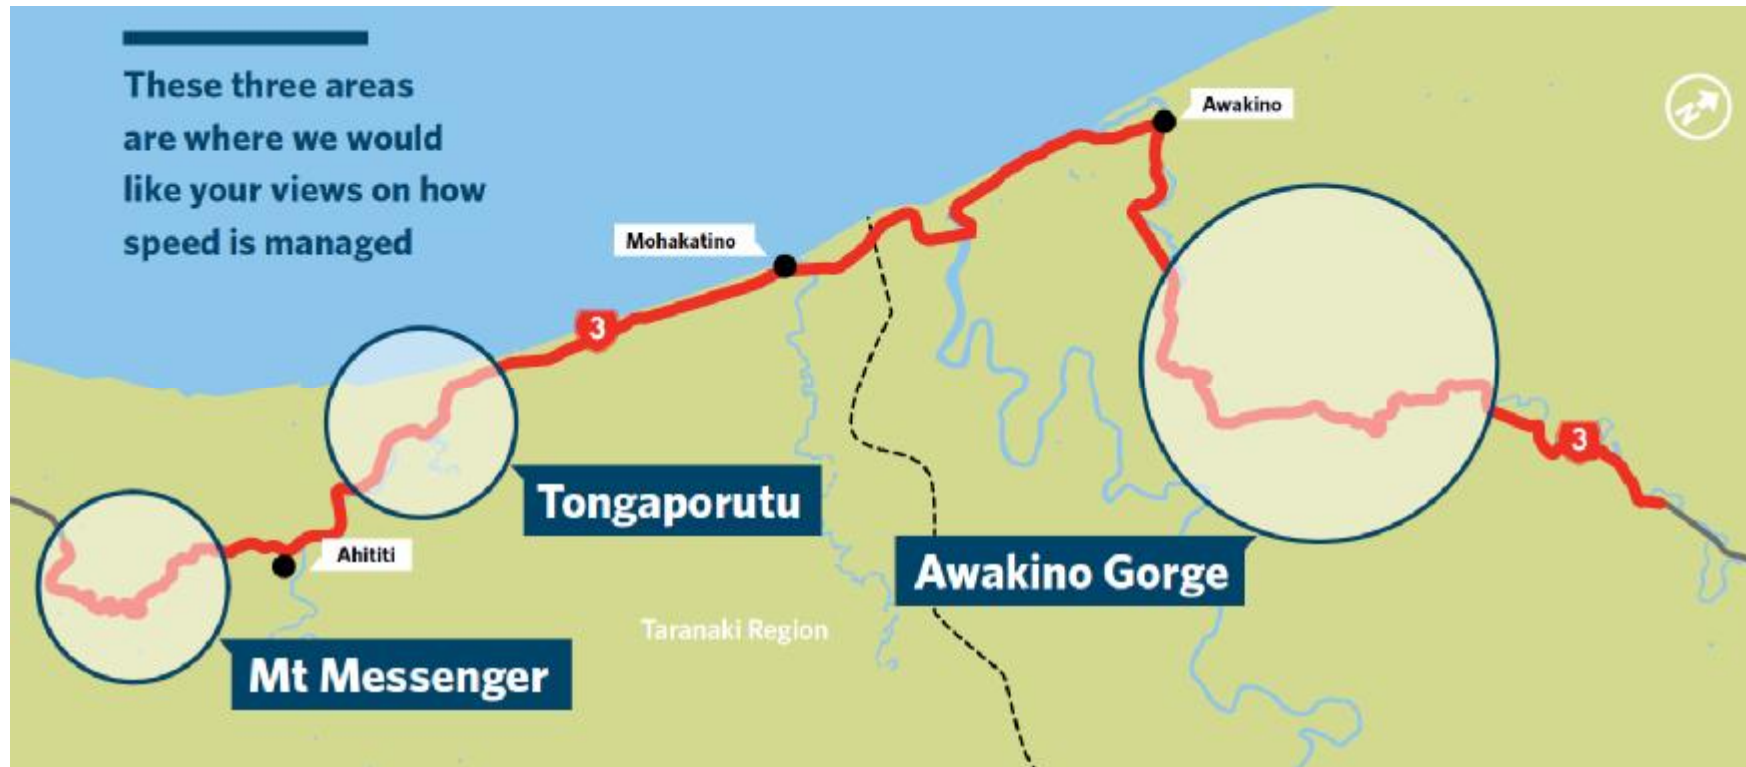 These three areas
are where we would
like your views on how
speed is managed
Awakino
N
Mohakatino
3
Tongaporutu
3
Ahititi
Awakino Gorge
Taranaki Region
Mt Messenger